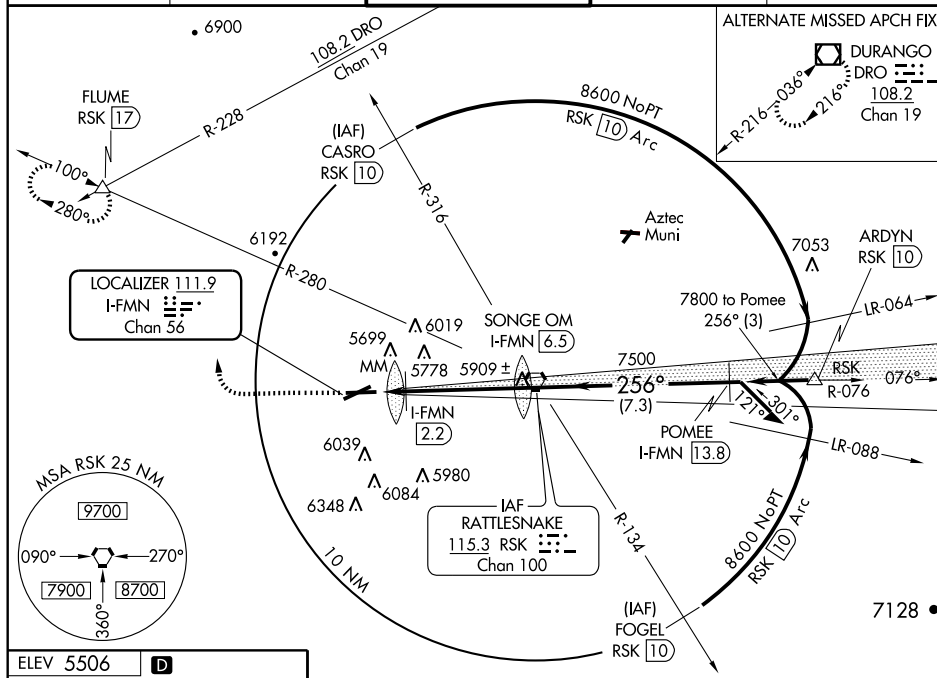 6900
108.2 DRO
Chan 19
ALTERNATE MISSED APCH FIX
DURANGO
DRO
108.2
Chan 19
R-216
036°
216°
FLUME
RSK 17
R-228
100°
280°
(IAF)
CASRO
RSK 10
8600 NoPT
RSK 10 Arc
R-316
Aztec
Muni
6192
R-280
7053
ARDYN
RSK 10
LOCALIZER 111.9
I-FMN
Chan 56
7800 to Pomee
256° (3)
LR-064
SONGE OM
I-FMN 6.5
6019
5699
5778
MM
5909 ±
7500
256°
(7.3)
RSK
R-076
076°
301°
121°
I-FMN
2.2
POMEE
I-FMN 13.8
LR-088
6039
5980
6084
6348
MSA RSK 25 NM
9700
090°
270°
7900
8700
360°
IAF
RATTLESNAKE
115.3 RSK
Chan 100
R-134
8600 NoPT
RSK 10 Arc
10 NM
(IAF)
FOGEL
RSK 10
7128
ELEV 5506
D